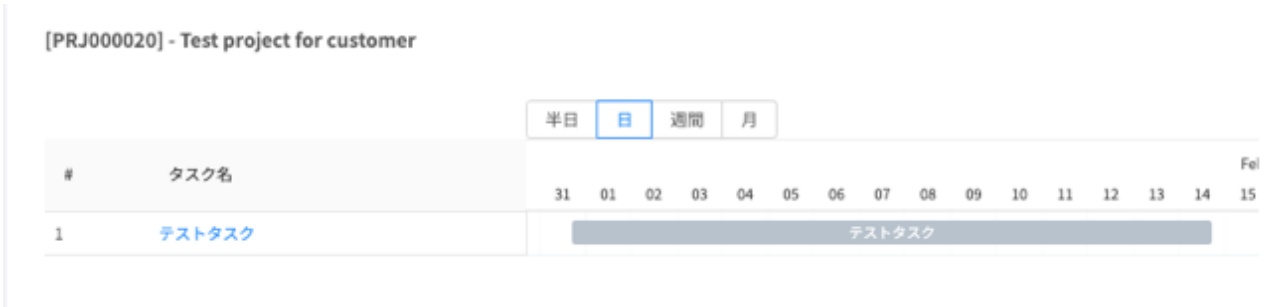 [PRJ000020] - Test project for customer
半日 日 週間 月
# タスク名
31 01 02 03 04 05 06 07 08 09 10 11 12 13 14 15
1 テストタスク テストタスク